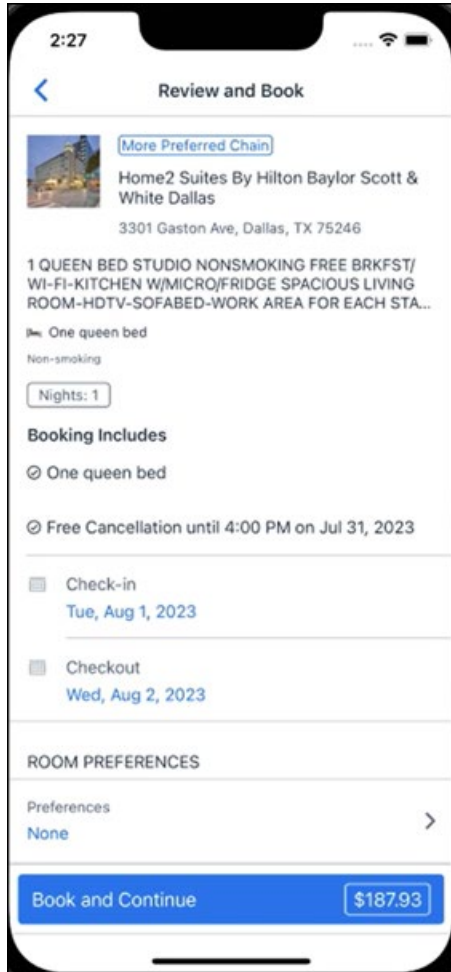 2:27
Review and Book
More Preferred Chain
Home2 Suites By Hilton Baylor Scott &
White Dallas
3301 Gaston Ave, Dallas, TX 75246
1 QUEEN BED STUDIO NONSMOKING FREE BRKFST/
WI-FI-KITCHEN W/MICRO/FRIDGE SPACIOUS LIVING
ROOM-HDTV-SOFABED-WORK AREA FOR EACH STA...
One queen bed
Non-smoking
Nights: 1
Booking Includes
One queen bed
Free Cancellation until 4:00 PM on Jul 31, 2023
Check-in
Tue, Aug 1, 2023
Checkout
Wed, Aug 2, 2023
ROOM PREFERENCES
Preferences
None
Book and Continue $187.93